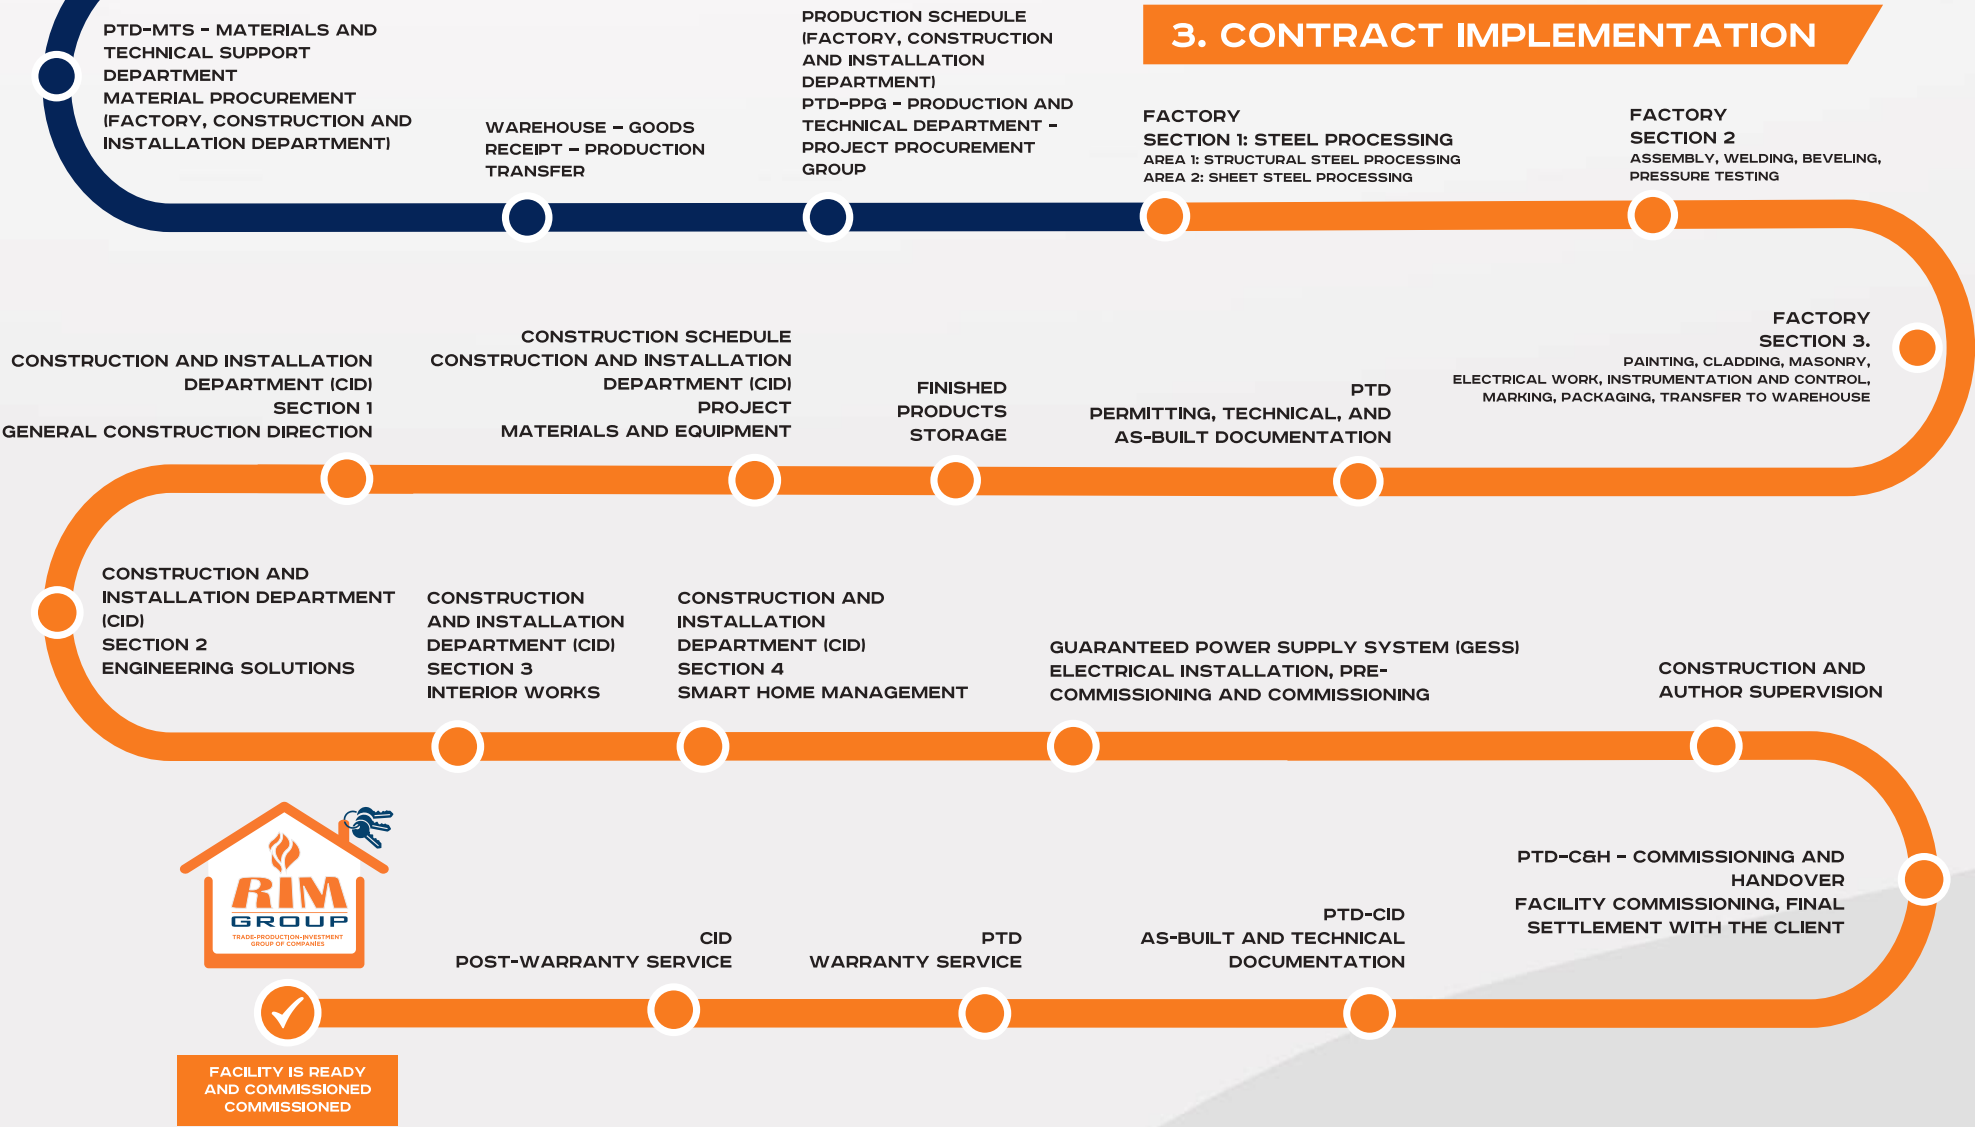 PTD-MTS - MATERIALS AND
TECHNICAL SUPPORT
DEPARTMENT
MATERIAL PROCUREMENT
(FACTORY, CONSTRUCTION AND
INSTALLATION DEPARTMENT)
WAREHOUSE – GOODS
RECEIPT – PRODUCTION
TRANSFER
PRODUCTION SCHEDULE
(FACTORY, CONSTRUCTION
AND INSTALLATION
DEPARTMENT)
PTD-PPG - PRODUCTION AND
TECHNICAL DEPARTMENT -
PROJECT PROCUREMENT
GROUP
3. CONTRACT IMPLEMENTATION
FACTORY
SECTION 1: STEEL PROCESSING
AREA 1: STRUCTURAL STEEL PROCESSING
AREA 2: SHEET STEEL PROCESSING
FACTORY
SECTION 2
ASSEMBLY, WELDING, BEVELING,
PRESSURE TESTING
FACTORY
SECTION 3.
PAINTING, CLADDING, MASONRY,
ELECTRICAL WORK, INSTRUMENTATION AND CONTROL,
MARKING, PACKAGING, TRANSFER TO WAREHOUSE
PTD
PERMITTING, TECHNICAL, AND
AS-BUILT DOCUMENTATION
FINISHED
PRODUCTS
STORAGE
CONSTRUCTION SCHEDULE
CONSTRUCTION AND INSTALLATION
DEPARTMENT (CID)
PROJECT
MATERIALS AND EQUIPMENT
CONSTRUCTION AND INSTALLATION
DEPARTMENT (CID)
SECTION 1
GENERAL CONSTRUCTION DIRECTION
CONSTRUCTION AND
INSTALLATION DEPARTMENT
(CID)
SECTION 2
ENGINEERING SOLUTIONS
CONSTRUCTION
AND INSTALLATION
DEPARTMENT (CID)
SECTION 3
INTERIOR WORKS
CONSTRUCTION AND
INSTALLATION
DEPARTMENT (CID)
SECTION 4
SMART HOME MANAGEMENT
GUARANTEED POWER SUPPLY SYSTEM (GESS)
ELECTRICAL INSTALLATION, PRE-
COMMISSIONING AND COMMISSIONING
CONSTRUCTION AND
AUTHOR SUPERVISION
PTD-C&H - COMMISSIONING AND
HANDOVER
FACILITY COMMISSIONING, FINAL
SETTLEMENT WITH THE CLIENT
PTD-CID
AS-BUILT AND TECHNICAL
DOCUMENTATION
PTD
WARRANTY SERVICE
CID
POST-WARRANTY SERVICE
RIM
GROUP
TRADE-PRODUCTION-INVESTMENT
GROUP OF COMPANIES
FACILITY IS READY
AND COMMISSIONED
COMMISSIONED